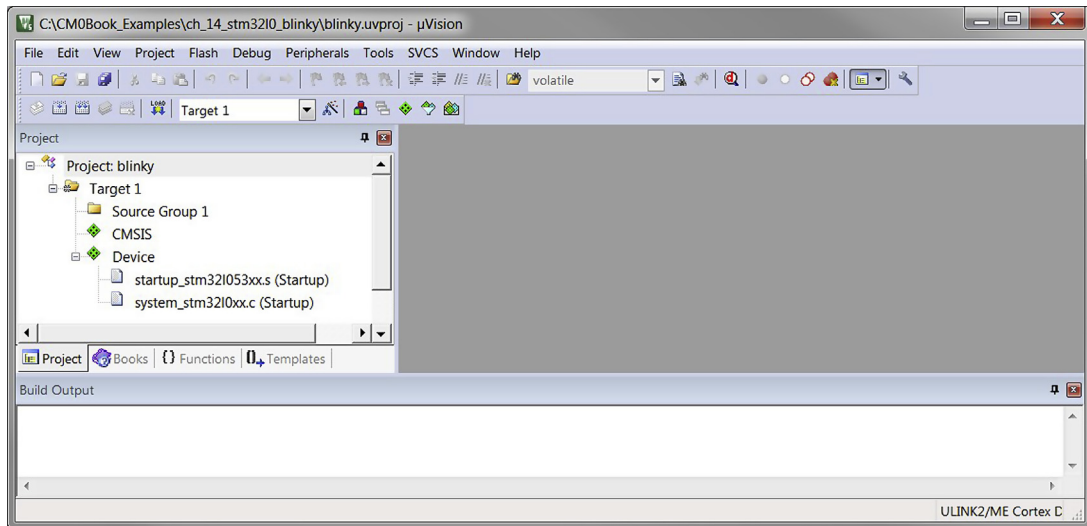 C:\CM0Book_Examples\ch_14_stm32l0_blinky\blinky.uvproj - µVision
File Edit View Project Flash Debug Peripherals Tools SVCS Window Help
volatile
LOAD Target 1
Project
Project: blinky
Target 1
Source Group 1
CMSIS
Device
startup_stm32l053xx.s (Startup)
system_stm32l0xx.c (Startup)
Project Books {} Functions Templates
Build Output
ULINK2/ME Cortex D